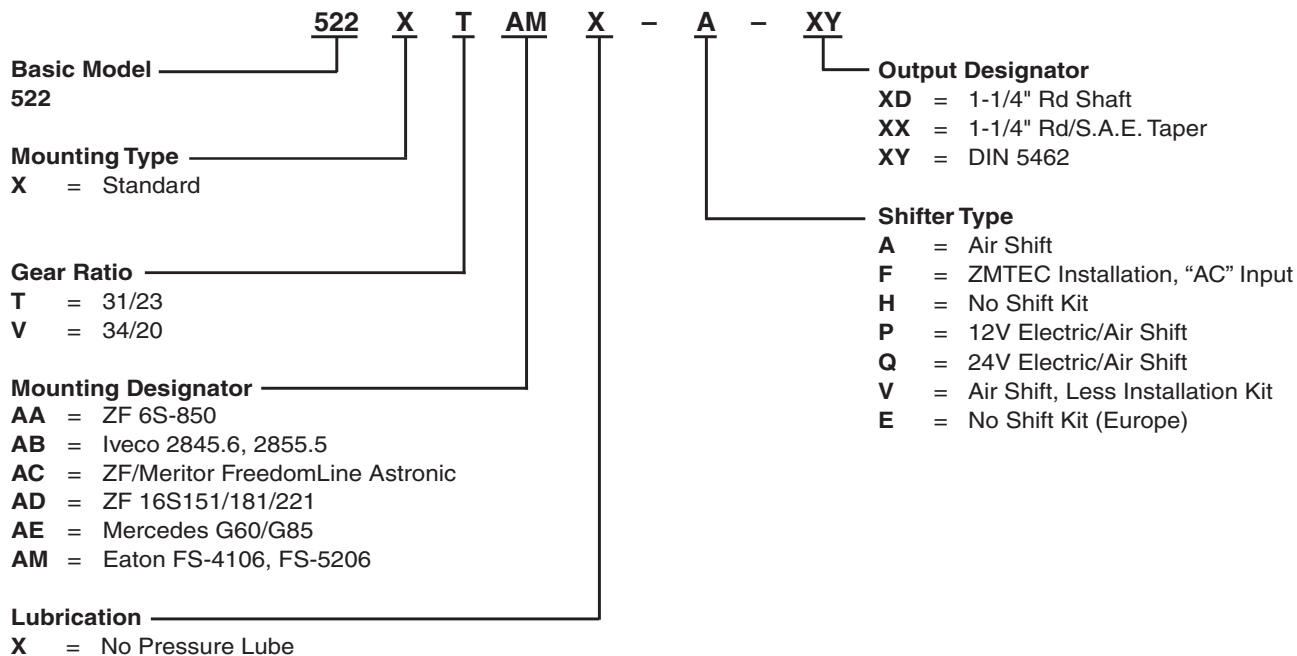 522 X T AM X – A – XY
Basic Model
522
Mounting Type
X = Standard
Gear Ratio
T = 31/23
V = 34/20
Mounting Designator
AA = ZF 6S-850
AB = Iveco 2845.6, 2855.5
AC = ZF/Meritor FreedomLine Astronic
AD = ZF 16S151/181/221
AE = Mercedes G60/G85
AM = Eaton FS-4106, FS-5206
Lubrication
X = No Pressure Lube
Output Designator
XD = 1-1/4" Rd Shaft
XX = 1-1/4" Rd/S.A.E. Taper
XY = DIN 5462
Shifter Type
A = Air Shift
F = ZMTEC Installation, “AC” Input
H = No Shift Kit
P = 12V Electric/Air Shift
Q = 24V Electric/Air Shift
V = Air Shift, Less Installation Kit
E = No Shift Kit (Europe)